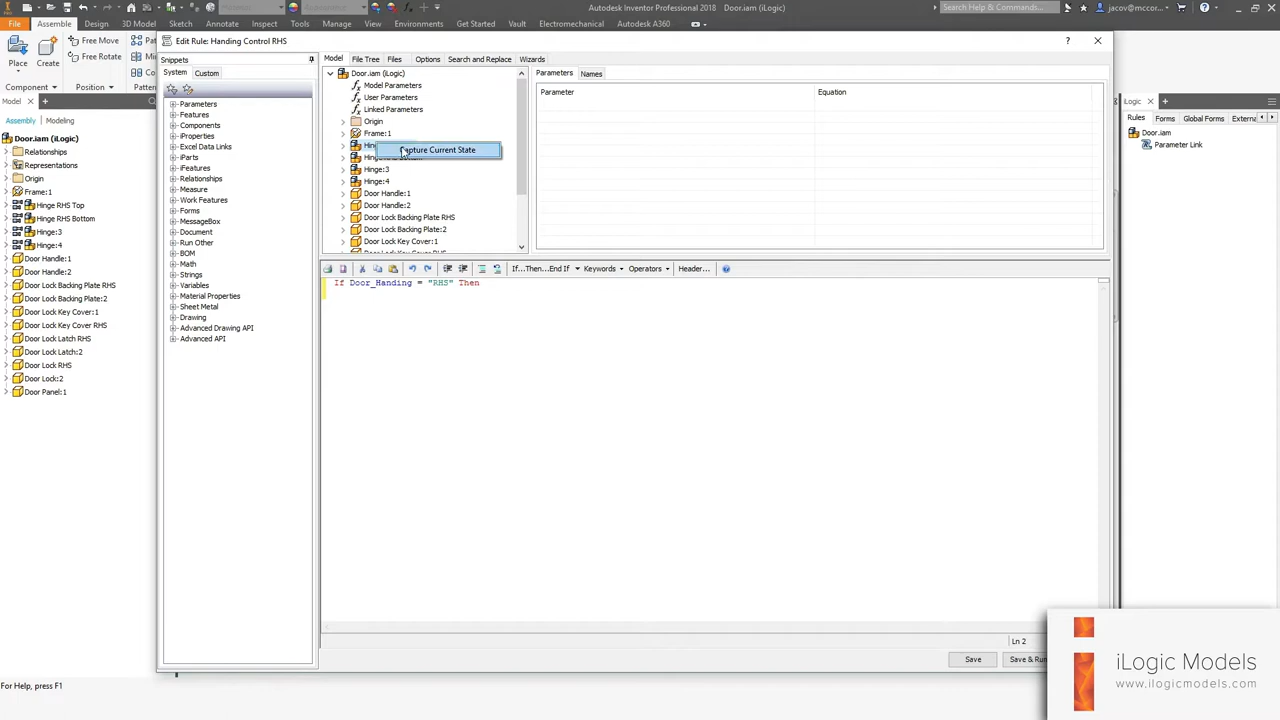 Autodesk Inventor Professional 2018   Door.iam (iLogic)
Search Help & Commands...
jacov@mccor...
File
Assemble
Design
3D Model
Sketch
Annotate
Inspect
Tools
Manage
View
Environments
Get Started
Vault
Electromechanical
Autodesk A360
Place
Create
Free Move
Free Rotate
Component
Position
Model
Assembly
Modeling
Door.iam (iLogic)
Relationships
Representations
Origin
Frame:1
Hinge RHS Top
Hinge RHS Bottom
Hinge:3
Hinge:4
Door Handle:1
Door Handle:2
Door Lock Backing Plate RHS
Door Lock Backing Plate:2
Door Lock Key Cover:1
Door Lock Key Cover RHS
Door Lock Latch RHS
Door Lock Latch:2
Door Lock RHS
Door Lock:2
Door Panel:1
For Help, press F1
Edit Rule: Handing Control RHS
Snippets
System
Custom
Parameters
Features
Components
iProperties
Excel Data Links
iParts
iFeatures
Relationships
Measure
Work Features
Forms
MessageBox
Document
Run Other
BOM
Math
Strings
Variables
Material Properties
Sheet Metal
Drawing
Advanced Drawing API
Advanced API
Model
File Tree
Files
Options
Search and Replace
Wizards
Door.iam (iLogic)
Model Parameters
User Parameters
Linked Parameters
Origin
Frame:1
Capture Current State
Hinge:3
Hinge:4
Door Handle:1
Door Handle:2
Door Lock Backing Plate RHS
Door Lock Backing Plate:2
Door Lock Key Cover:1
Parameters
Names
Parameter
Equation
If...Then...End If
Keywords
Operators
Header...
If Door_Handing = "RHS" Then
Ln 2
Save
Save & Run
iLogic
Rules
Forms
Global Forms
Door.iam
Parameter Link
iLogic Models
www.ilogicmodels.com